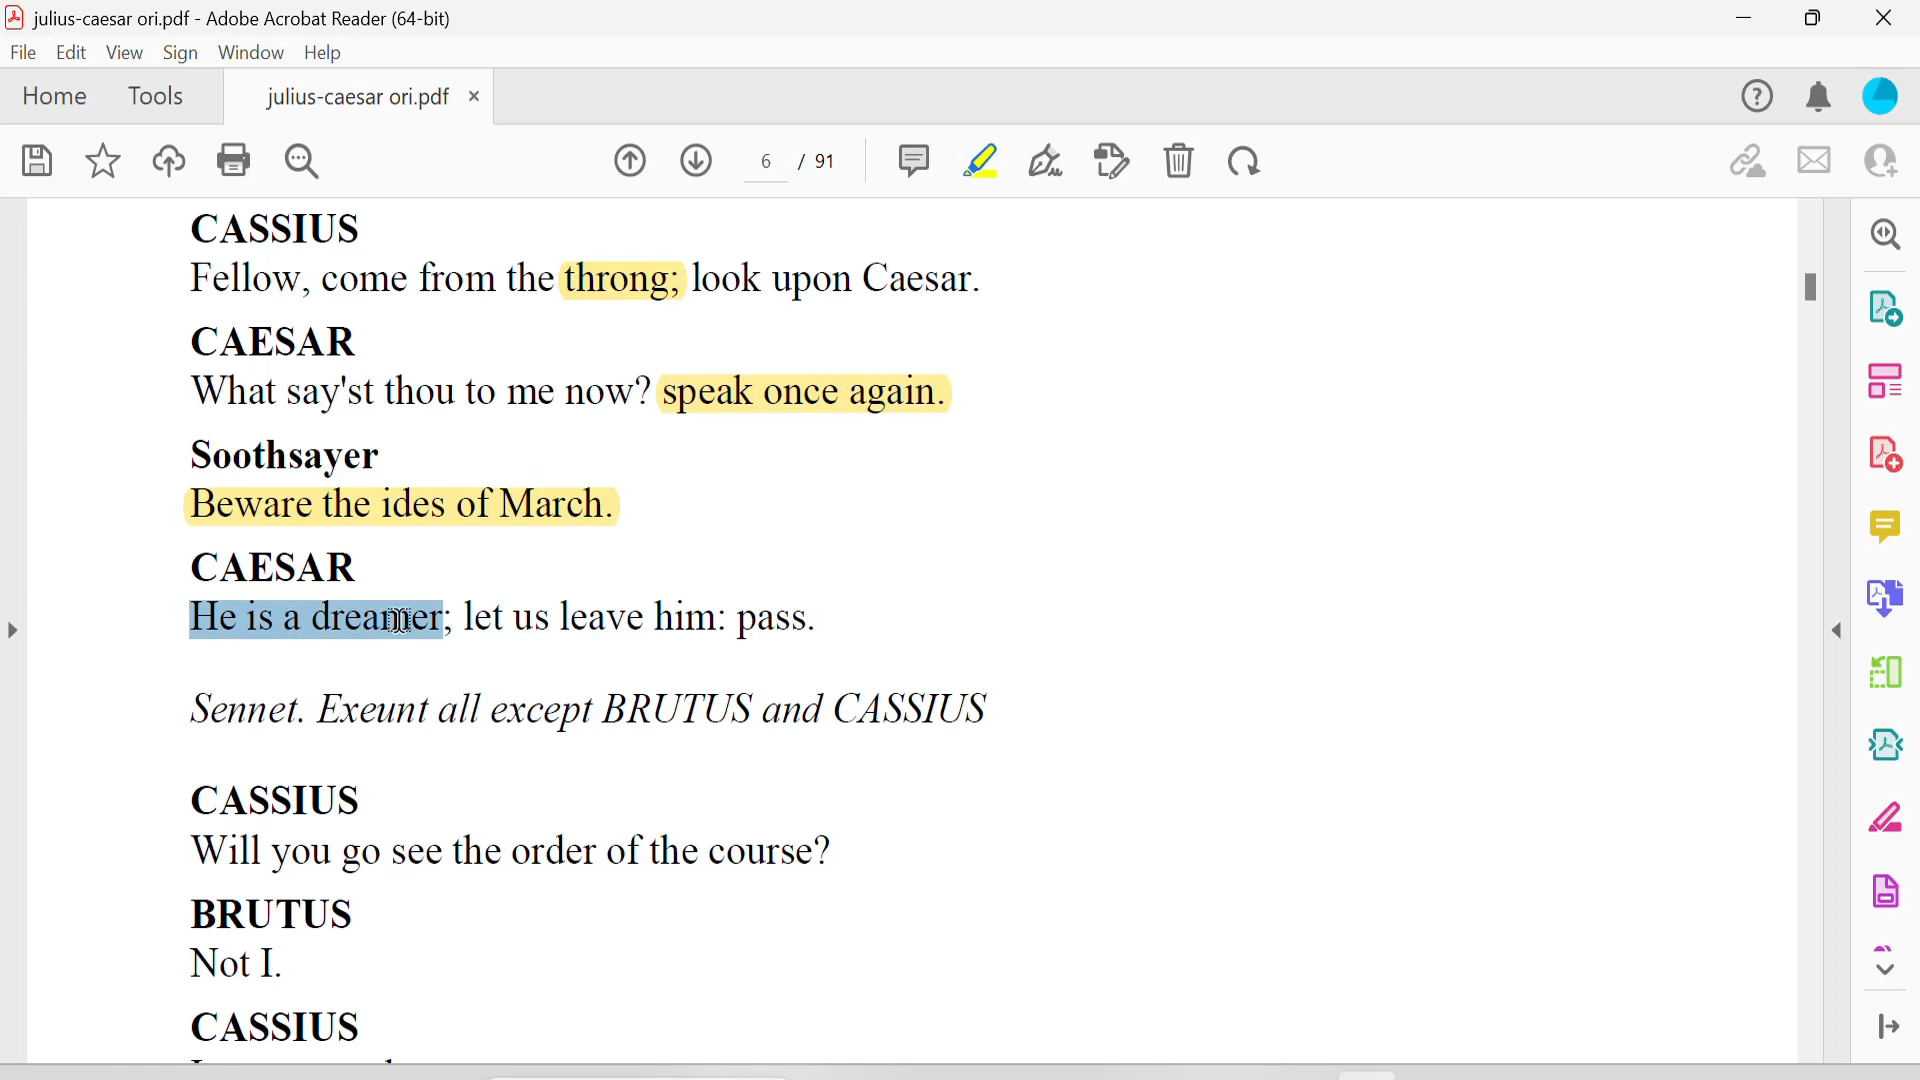 julius-caesar ori.pdf - Adobe Acrobat Reader (64-bit)
File Edit View Sign Window Help
Home Tools julius-caesar ori.pdf ×
6 / 91
CASSIUS
Fellow, come from the throng; look upon Caesar.
CAESAR
What say'st thou to me now? speak once again.
Soothsayer
Beware the ides of March.
CAESAR
He is a dreamer; let us leave him: pass.
Sennet. Exeunt all except BRUTUS and CASSIUS
CASSIUS
Will you go see the order of the course?
BRUTUS
Not I.
CASSIUS